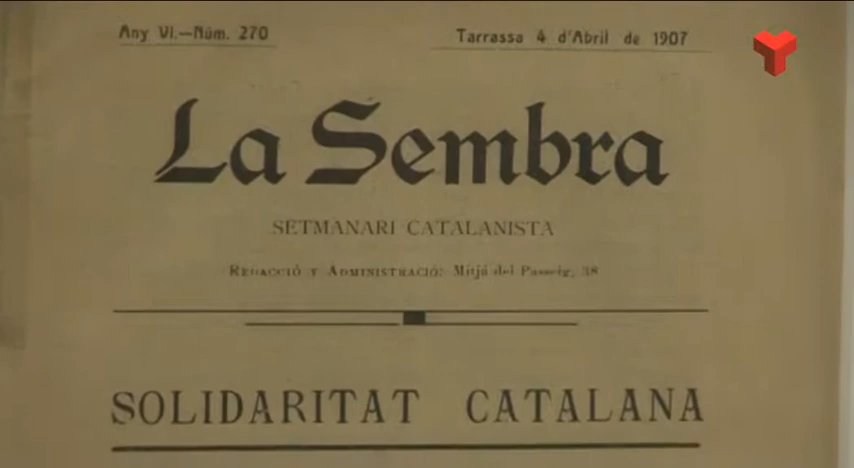 Any VI.—Núm. 270
Tarrassa 4 d'Abril de 1907
La Sembra
SETMANARI CATALANISTA
REDACCIÓ Y ADMINISTRACIÓ: Mitjá del Passeig, 38
SOLIDARITAT CATALANA